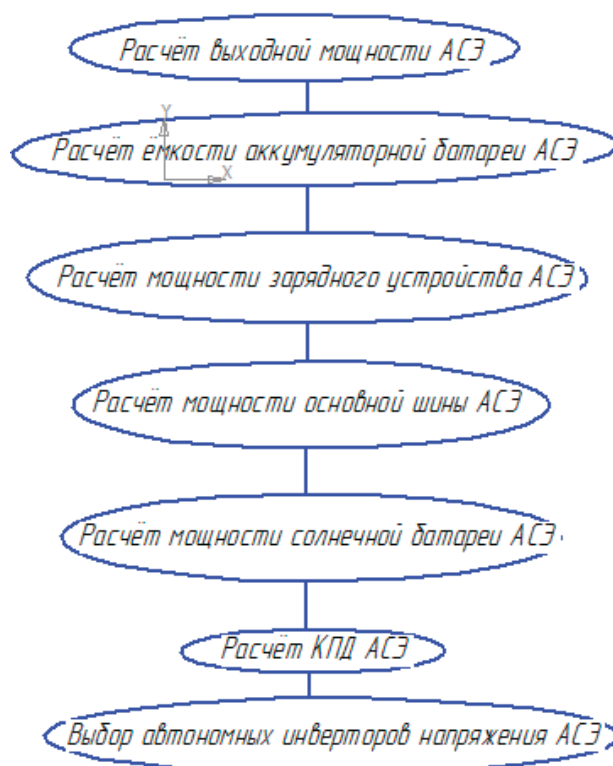 Расчёт выходной мощности АСЭ
Y
Расчёт ёмкости аккумуляторной батареи АСЭ
X
Расчёт мощности зарядного устройства АСЭ
Расчёт мощности основной шины АСЭ
Расчёт мощности солнечной батареи АСЭ
Расчёт КПД АСЭ
Выбор автономных инверторов напряжения АСЭ